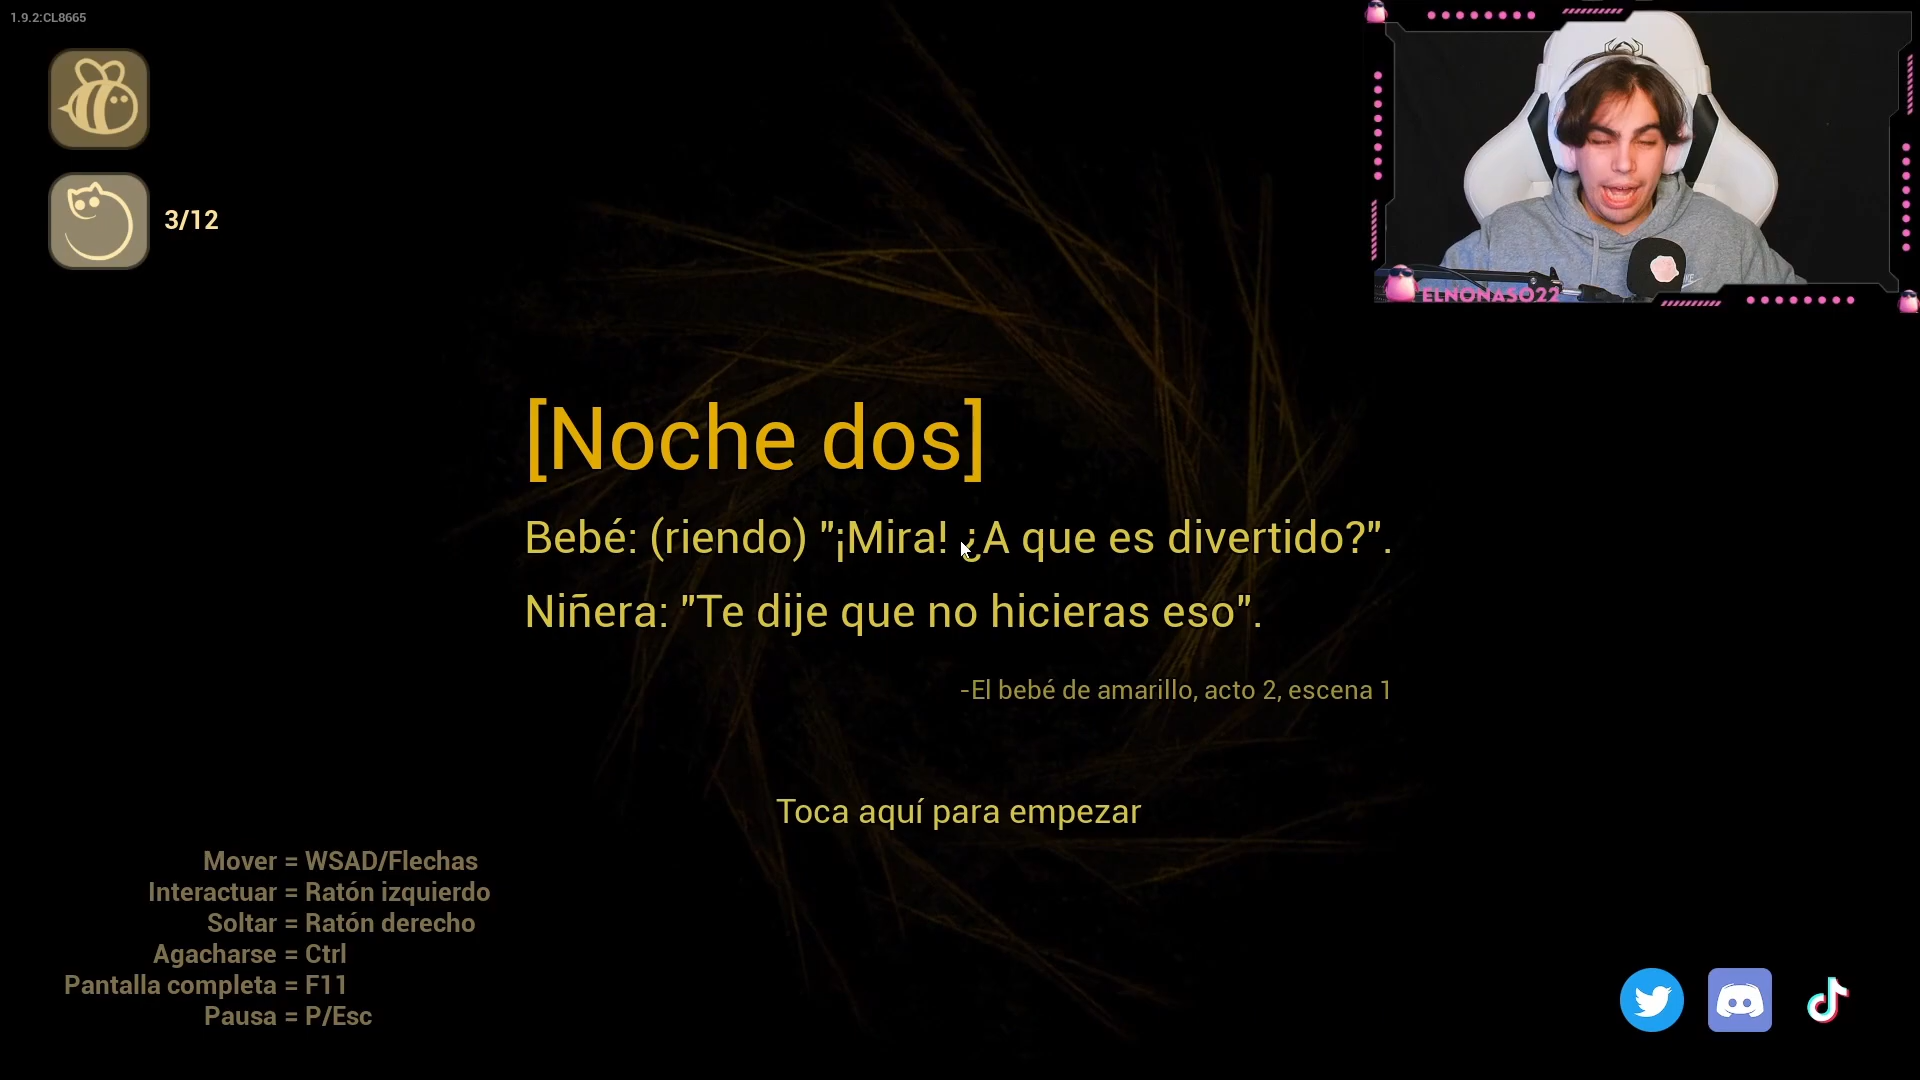 1.9.2:CL8665
3/12
ELNONASO22
[Noche dos]
Bebé: (riendo) "¡Mira! ¿A que es divertido?".
Niñera: "Te dije que no hicieras eso".
-El bebé de amarillo, acto 2, escena 1
Toca aquí para empezar
Mover = WSAD/Flechas
Interactuar = Ratón izquierdo
Soltar = Ratón derecho
Agacharse = Ctrl
Pantalla completa = F11
Pausa = P/Esc